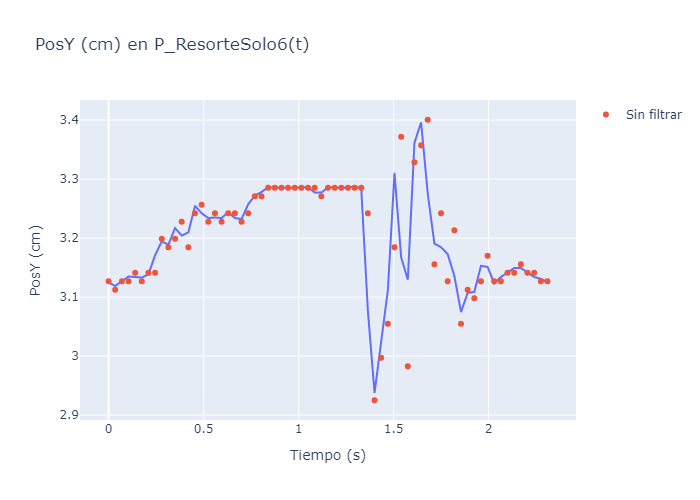 PosY (cm) en P_ResorteSolo6(t)
Sin filtrar
3.4
3.3
3.2
3.1
3
2.9
PosY (cm)
0
0.5
1
1.5
2
Tiempo (s)